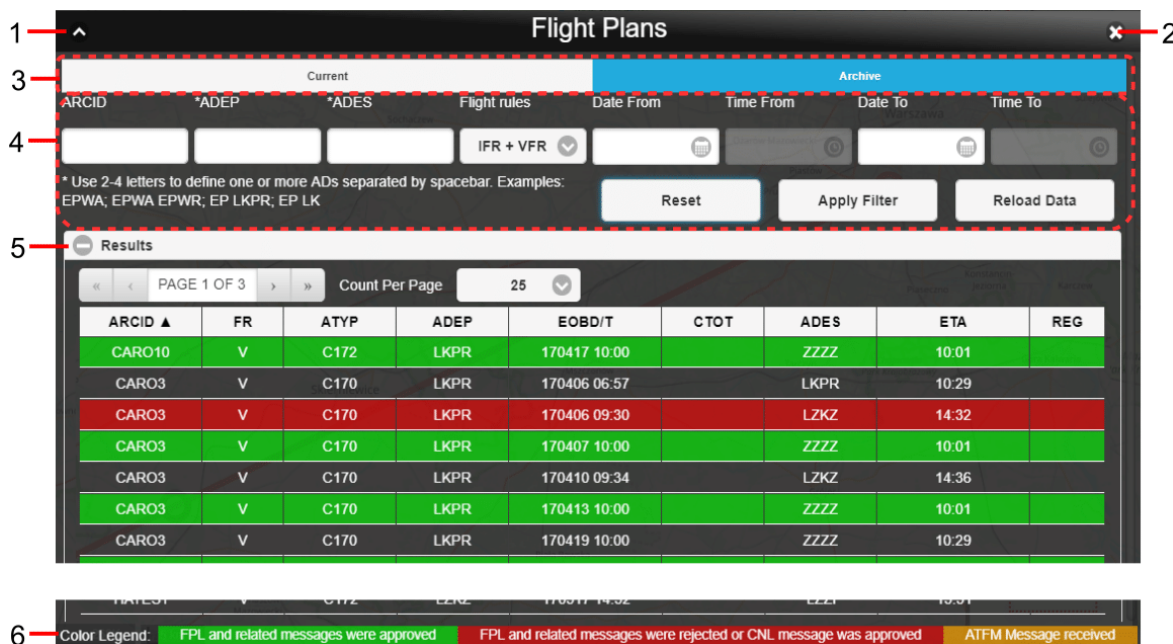 Flight Plans
1
2
3
Current
Archive
ARCID *ADEP *ADES Flight rules Date From Time From Date To Time To
Warszawa
4
IFR + VFR
* Use 2-4 letters to define one or more ADs separated by spacebar. Examples:
EPWA; EPWA EPWR; EP LKPR; EP LK
Reset
Apply Filter
Reload Data
5
Results
« ‹ PAGE 1 OF 3 › » Count Per Page 25
ARCID ▲ FR ATYP ADEP EOBD/T CTOT ADES ETA REG
CARO10 V C172 LKPR 170417 10:00 ZZZZ 10:01
CARO3 V C170 LKPR 170406 06:57 LKPR 10:29
CARO3 V C170 LKPR 170406 09:30 LZKZ 14:32
CARO3 V C170 LKPR 170407 10:00 ZZZZ 10:01
CARO3 V C170 LKPR 170410 09:34 LZKZ 14:36
CARO3 V C170 LKPR 170413 10:00 ZZZZ 10:01
CARO3 V C170 LKPR 170419 10:00 ZZZZ 10:29
6
Color Legend: FPL and related messages were approved FPL and related messages were rejected or CNL message was approved ATFM Message received